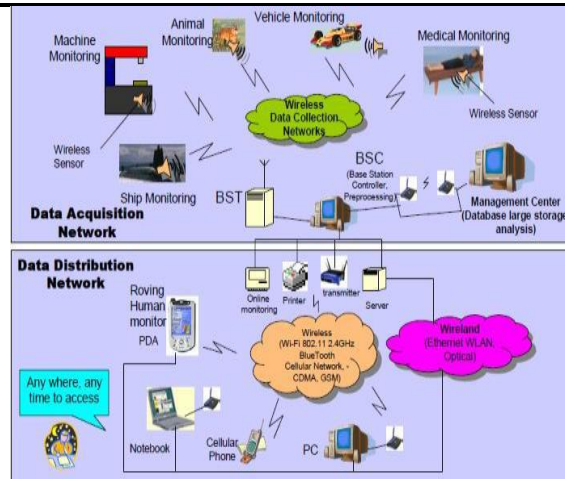 Machine
Monitoring
Animal
Monitoring
Vehicle Monitoring
Medical Monitoring
Wireless
Data Collection
Networks
Wireless
Sensor
Wireless Sensor
Ship Monitoring
BST
BSC
(Base Station
Controller,
Preprocessing)
Management Center
(Database large storage,
analysis)
Data Acquisition
Network
Data Distribution
Network
Roving
Human
monitor
PDA
Online
monitoring
Printer
transmitter
Server
Wireless
(Wi-Fi 802.11 2.4GHz
BlueTooth
Cellular Network, -
CDMA, GSM)
Wireland
(Ethernet WLAN,
Optical)
Any where, any
time to access
Notebook
Cellular
Phone
PC